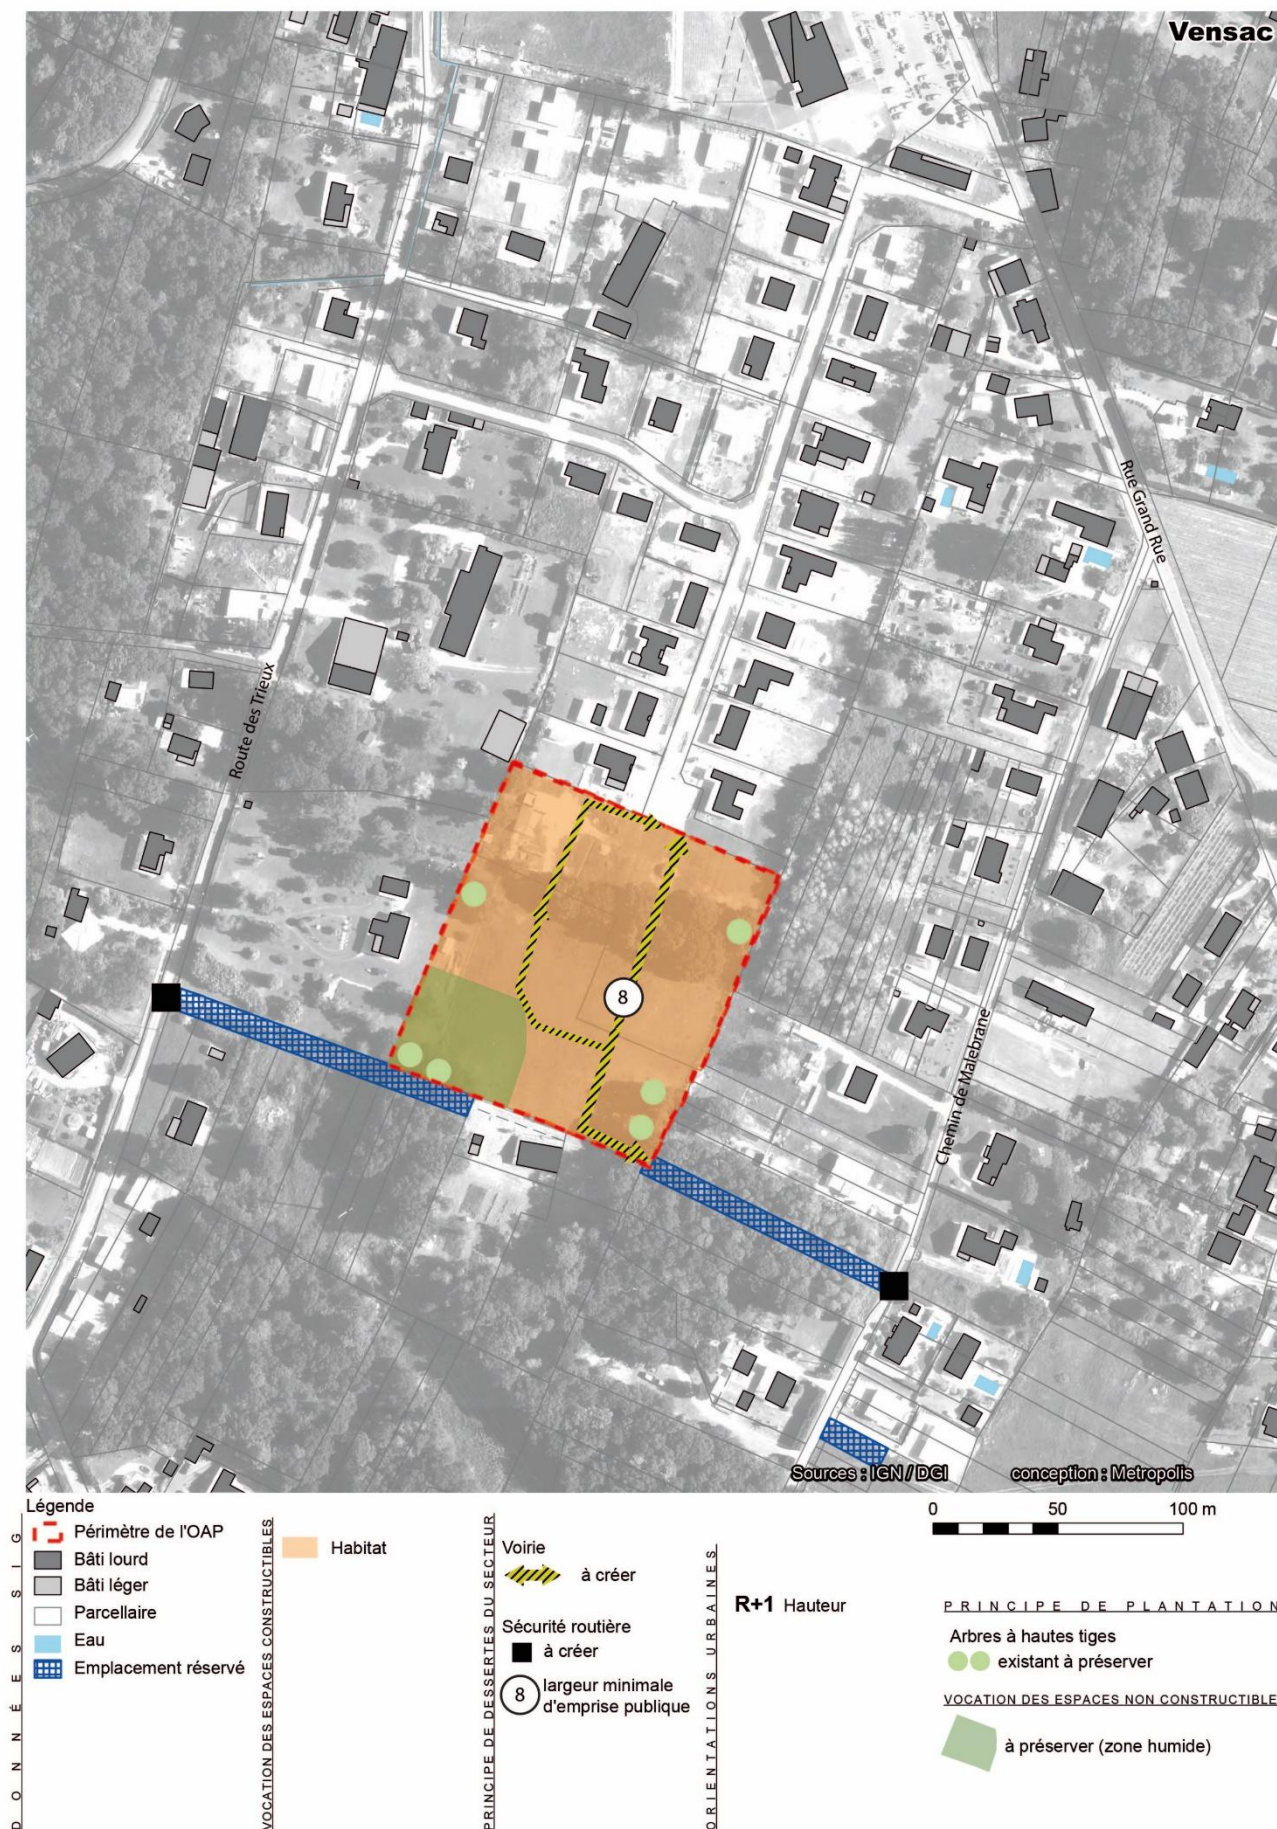 Vensac
Rue Grand Rue
Route des Trieux
8
Chemin de Malebrane
Sources : IGN / DGI
conception : Metropolis
Légende
DONNÉES SIG
Périmètre de l'OAP
Bâti lourd
Bâti léger
Parcellaire
Eau
Emplacement réservé
VOCATION DES ESPACES CONSTRUCTIBLES
Habitat
PRINCIPE DE DESSERTES DU SECTEUR
Voirie
à créer
Sécurité routière
à créer
8
largeur minimale
d'emprise publique
ORIENTATIONS URBAINES
R+1 Hauteur
0 50 100 m
PRINCIPE DE PLANTATION
Arbres à hautes tiges
existant à préserver
VOCATION DES ESPACES NON CONSTRUCTIBLE
à préserver (zone humide)